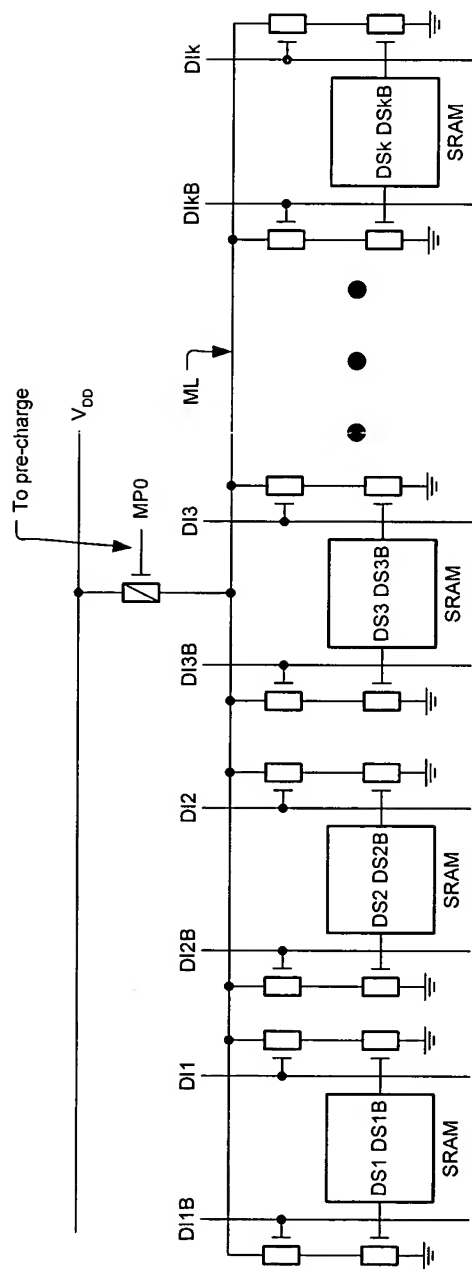 To pre-charge
V_DD
MP0
ML
DI1B
DI1
DI2B
DI2
DI3B
DI3
DIkB
DIk
DS1 DS1B
DS2 DS2B
DS3 DS3B
DSk DSkB
SRAM
SRAM
SRAM
SRAM